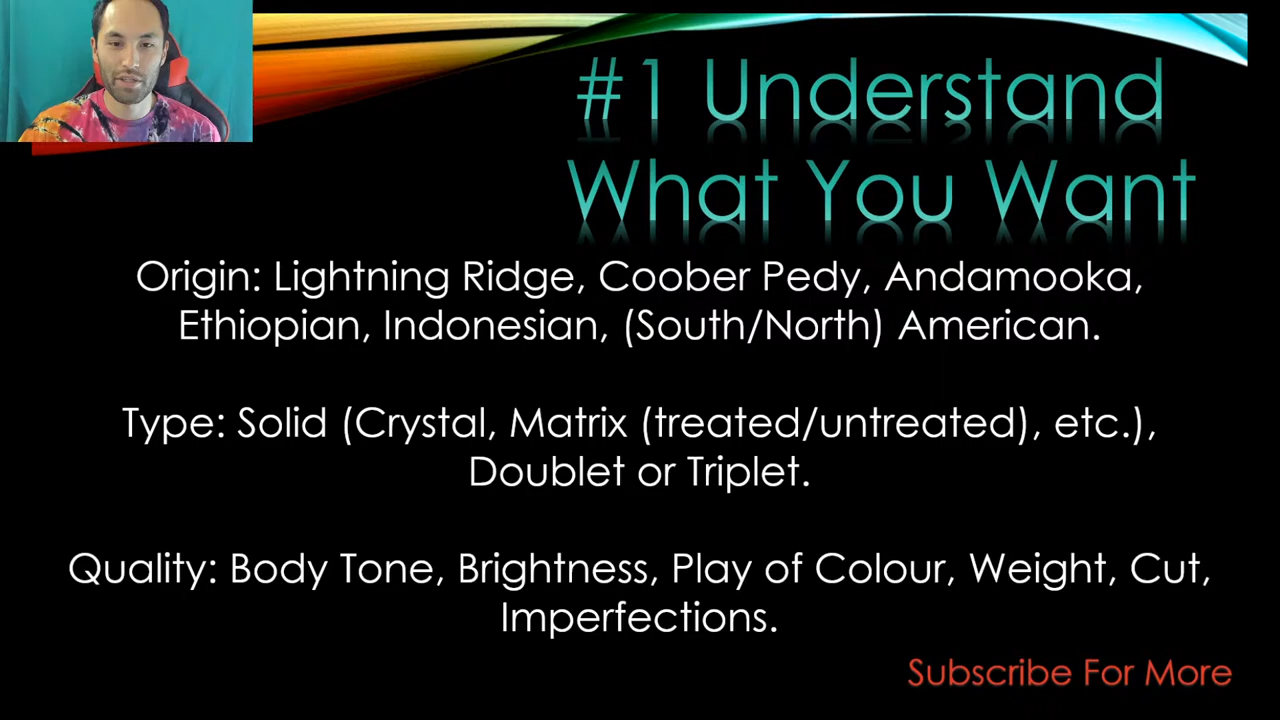 #1 Understand
What You Want
Origin: Lightning Ridge, Coober Pedy, Andamooka,
Ethiopian, Indonesian, (South/North) American.
Type: Solid (Crystal, Matrix (treated/untreated), etc.),
Doublet or Triplet.
Quality: Body Tone, Brightness, Play of Colour, Weight, Cut,
Imperfections.
Subscribe For More